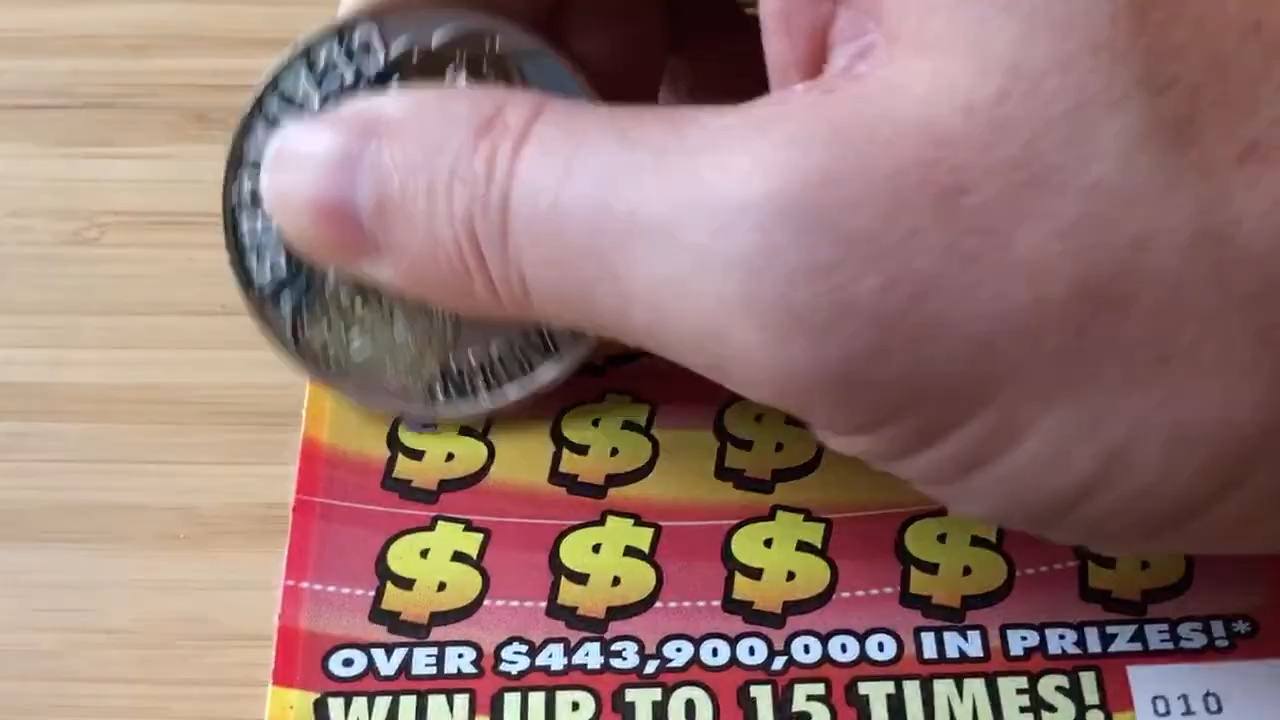 $ $ $
$ $ $ $ $
OVER $443,900,000 IN PRIZES!*
WIN UP TO 15 TIMES!
010